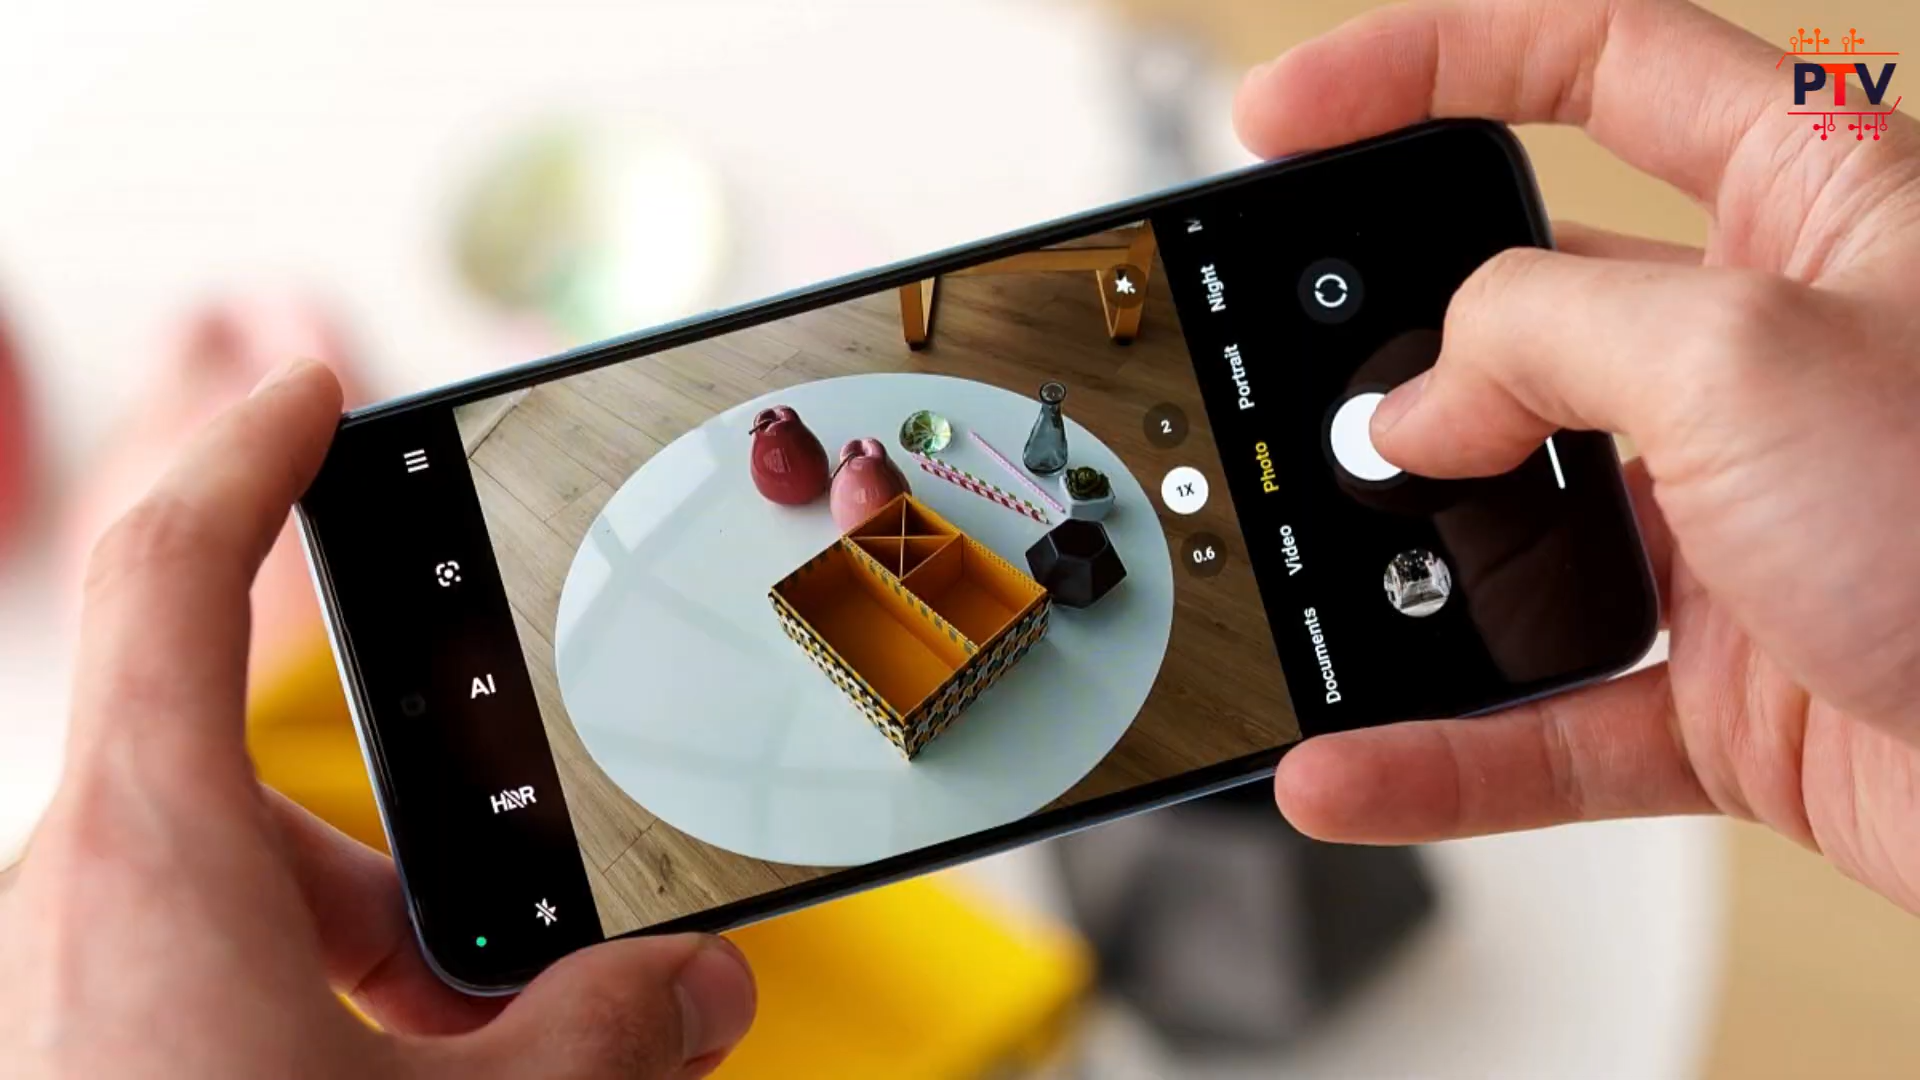 PTV
M
Night
Portrait
Photo
Video
Documents
2
1X
0.6
AI
HDR